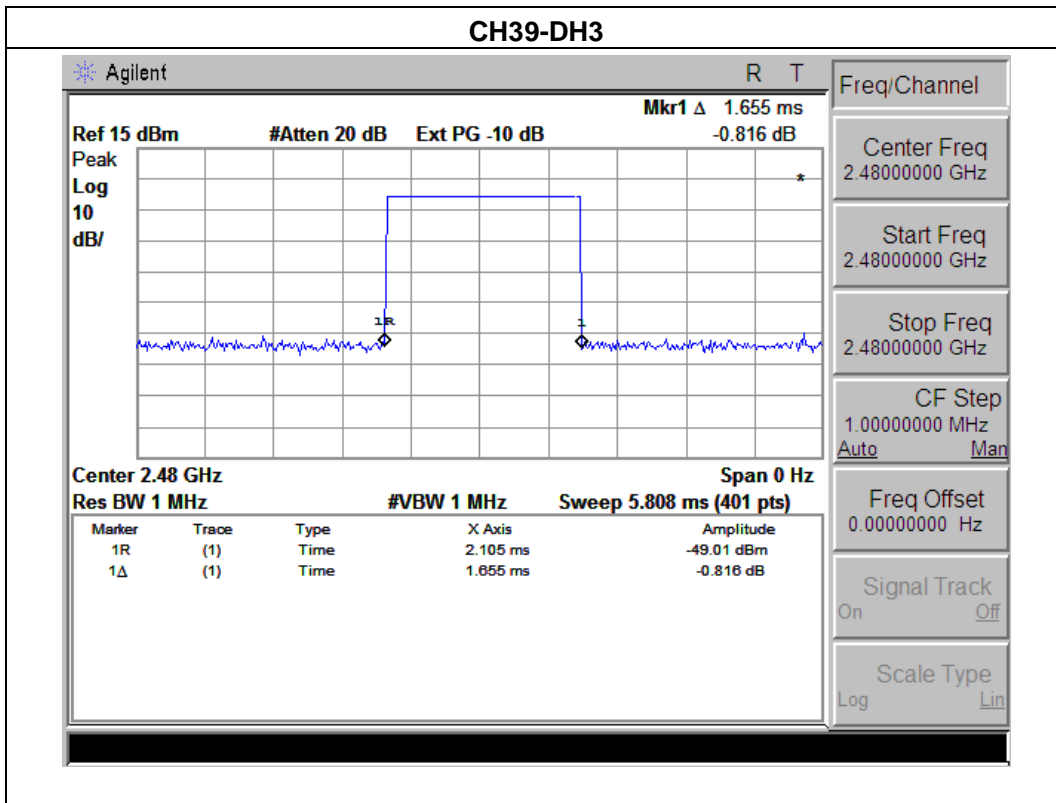 CH39-DH3
Agilent R T
Mkr1 Δ 1.655 ms
Ref 15 dBm #Atten 20 dB Ext PG -10 dB -0.816 dB
Peak
Log
10
dB/
*
1R
1
Center 2.48 GHz Span 0 Hz
Res BW 1 MHz #VBW 1 MHz Sweep 5.808 ms (401 pts)
Marker Trace Type X Axis Amplitude
1R (1) Time 2.105 ms -49.01 dBm
1Δ (1) Time 1.655 ms -0.816 dB
Freq/Channel
Center Freq
2.48000000 GHz
Start Freq
2.48000000 GHz
Stop Freq
2.48000000 GHz
CF Step
1.00000000 MHz
Auto Man
Freq Offset
0.00000000 Hz
Signal Track
On Off
Scale Type
Log Lin